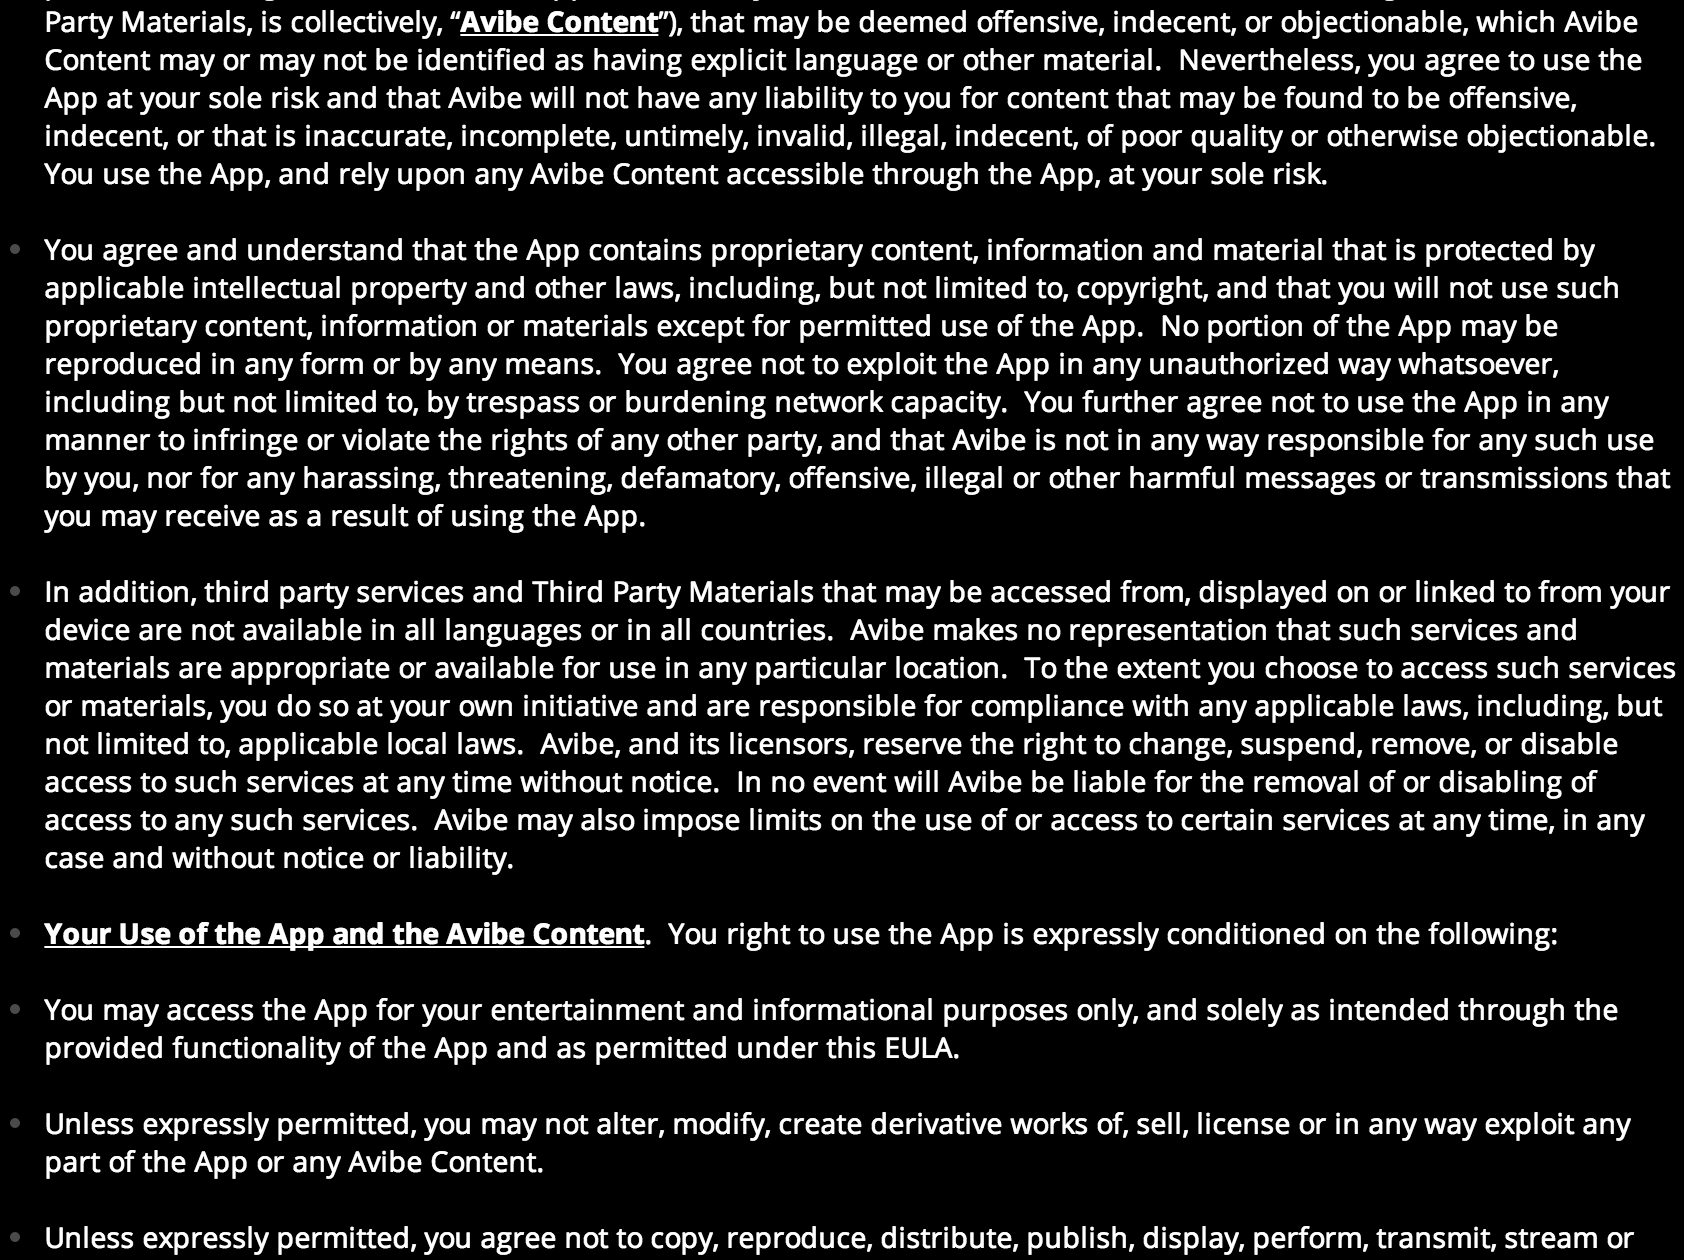 Party Materials, is collectively, “Avibe Content”), that may be deemed offensive, indecent, or objectionable, which Avibe
Content may or may not be identified as having explicit language or other material.  Nevertheless, you agree to use the
App at your sole risk and that Avibe will not have any liability to you for content that may be found to be offensive,
indecent, or that is inaccurate, incomplete, untimely, invalid, illegal, indecent, of poor quality or otherwise objectionable.
You use the App, and rely upon any Avibe Content accessible through the App, at your sole risk.
You agree and understand that the App contains proprietary content, information and material that is protected by
applicable intellectual property and other laws, including, but not limited to, copyright, and that you will not use such
proprietary content, information or materials except for permitted use of the App.  No portion of the App may be
reproduced in any form or by any means.  You agree not to exploit the App in any unauthorized way whatsoever,
including but not limited to, by trespass or burdening network capacity.  You further agree not to use the App in any
manner to infringe or violate the rights of any other party, and that Avibe is not in any way responsible for any such use
by you, nor for any harassing, threatening, defamatory, offensive, illegal or other harmful messages or transmissions that
you may receive as a result of using the App.
In addition, third party services and Third Party Materials that may be accessed from, displayed on or linked to from your
device are not available in all languages or in all countries.  Avibe makes no representation that such services and
materials are appropriate or available for use in any particular location.  To the extent you choose to access such services
or materials, you do so at your own initiative and are responsible for compliance with any applicable laws, including, but
not limited to, applicable local laws.  Avibe, and its licensors, reserve the right to change, suspend, remove, or disable
access to such services at any time without notice.  In no event will Avibe be liable for the removal of or disabling of
access to any such services.  Avibe may also impose limits on the use of or access to certain services at any time, in any
case and without notice or liability.
Your Use of the App and the Avibe Content.  You right to use the App is expressly conditioned on the following:
You may access the App for your entertainment and informational purposes only, and solely as intended through the
provided functionality of the App and as permitted under this EULA.
Unless expressly permitted, you may not alter, modify, create derivative works of, sell, license or in any way exploit any
part of the App or any Avibe Content.
Unless expressly permitted, you agree not to copy, reproduce, distribute, publish, display, perform, transmit, stream or